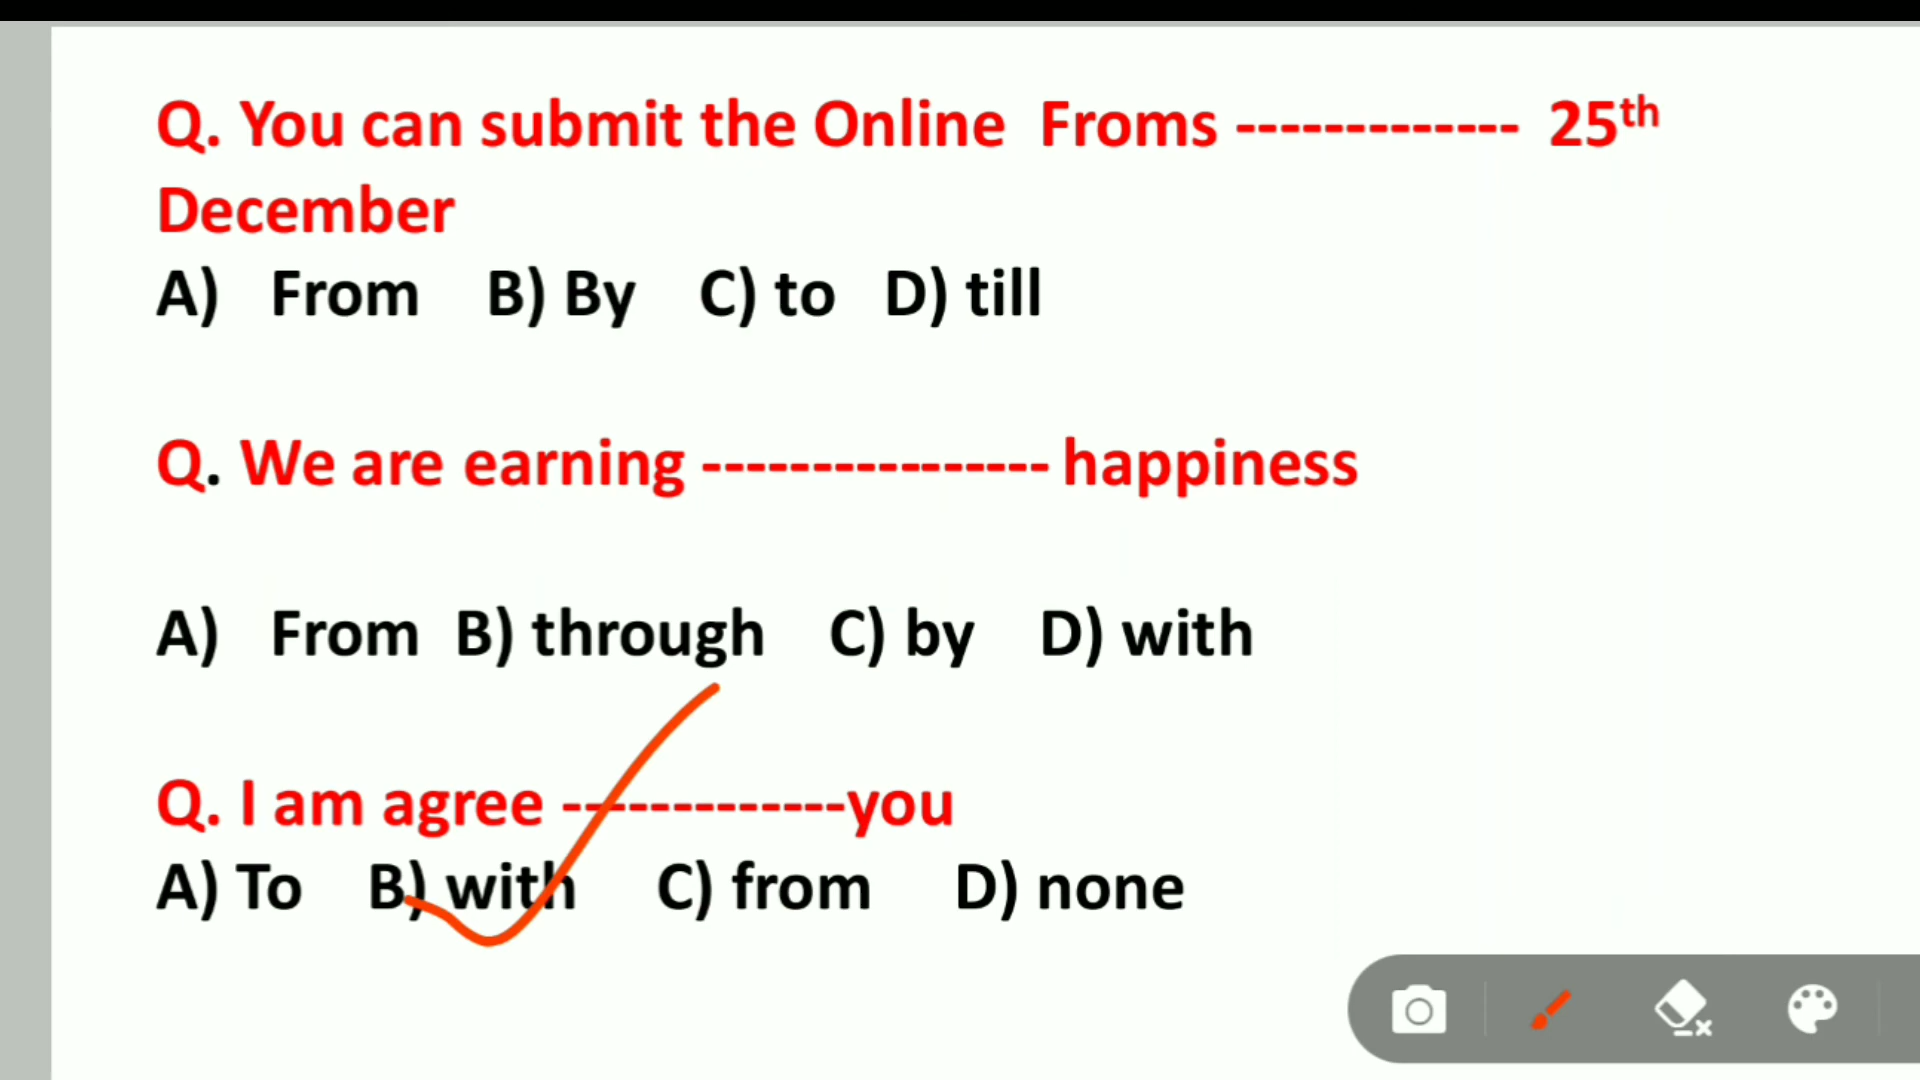 Q. You can submit the Online Froms ------------- 25th
December
A) From B) By C) to D) till
Q. We are earning ---------------- happiness
A) From B) through C) by D) with
Q. I am agree -------------you
A) To B) with C) from D) none